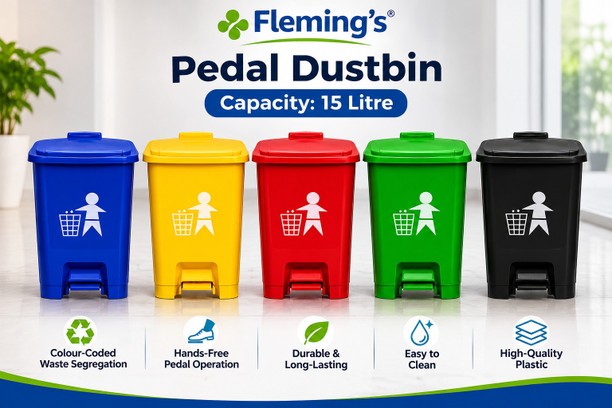 Fleming's®
Pedal Dustbin
Capacity: 15 Litre
Colour-Coded
Waste Segregation
Hands-Free
Pedal Operation
Durable &
Long-Lasting
Easy to
Clean
High-Quality
Plastic